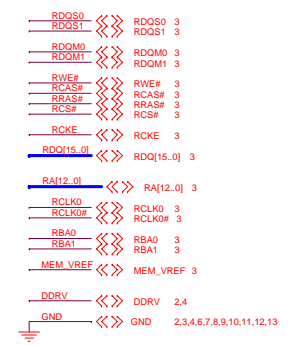 RDQS0 RDQS0 3
RDQS1 RDQS1 3
RDQM0 RDQM0 3
RDQM1 RDQM1 3
RWE# RWE# 3
RCAS# RCAS# 3
RRAS# RRAS# 3
RCS# RCS# 3
RCKE RCKE 3
RDQ[15..0] RDQ[15..0] 3
RA[12..0] RA[12..0] 3
RCLK0 RCLK0 3
RCLK0# RCLK0# 3
RBA0 RBA0 3
RBA1 RBA1 3
MEM_VREF MEM_VREF 3
DDRV DDRV 2,4
GND GND 2,3,4,6,7,8,9,10,11,12,13